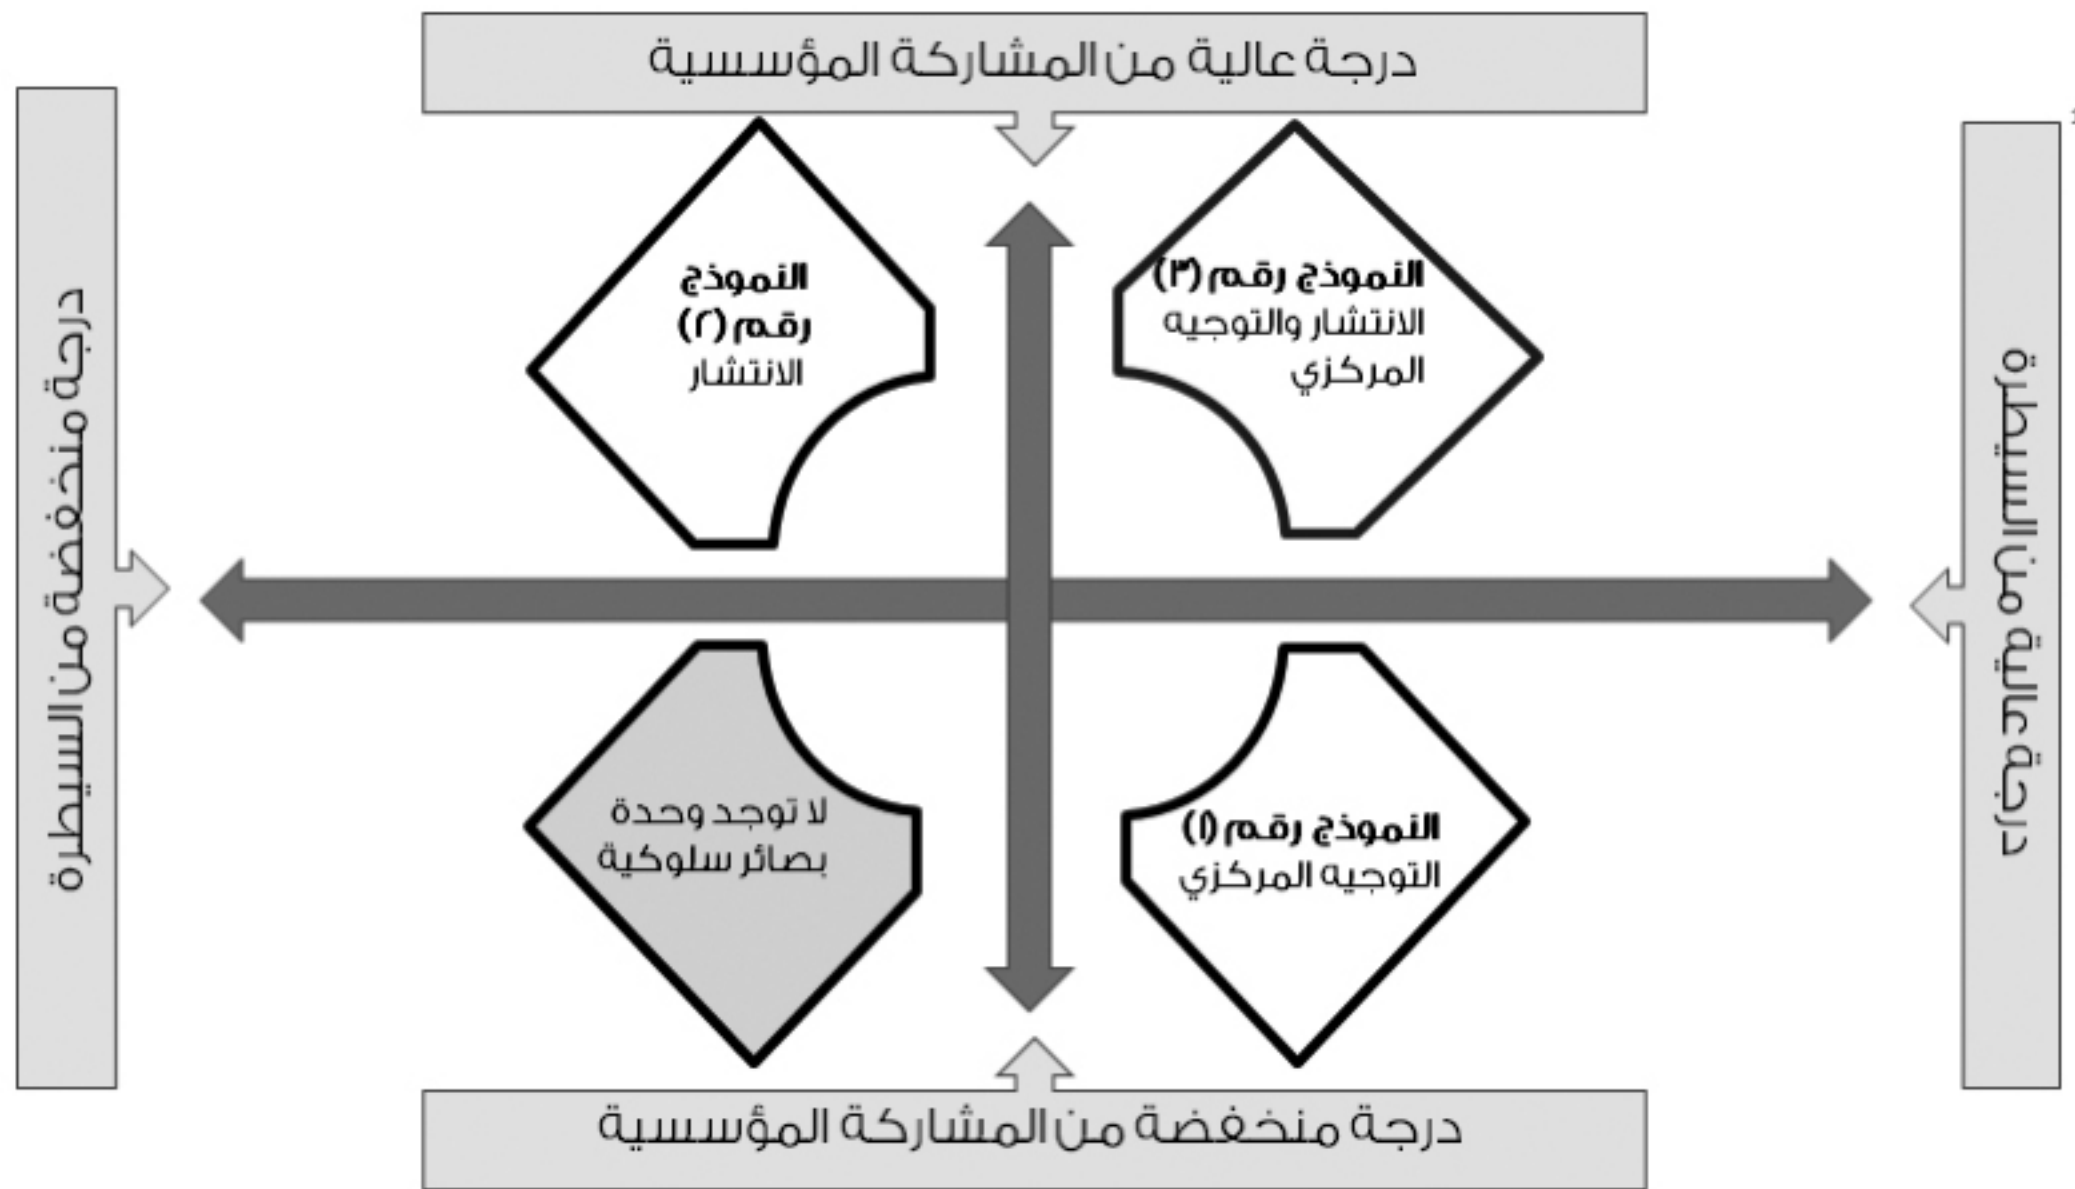 درجة عالية من المشاركة المؤسسية
درجة عالية من السيطرة
النموذج رقم (٣)
الانتشار والتوجيه
المركزي
النموذج
رقم (٢)
الانتشار
درجة منخفضة من السيطرة
النموذج رقم (١)
التوجيه المركزي
لا توجد وحدة
بصائر سلوكية
درجة منخفضة من المشاركة المؤسسية